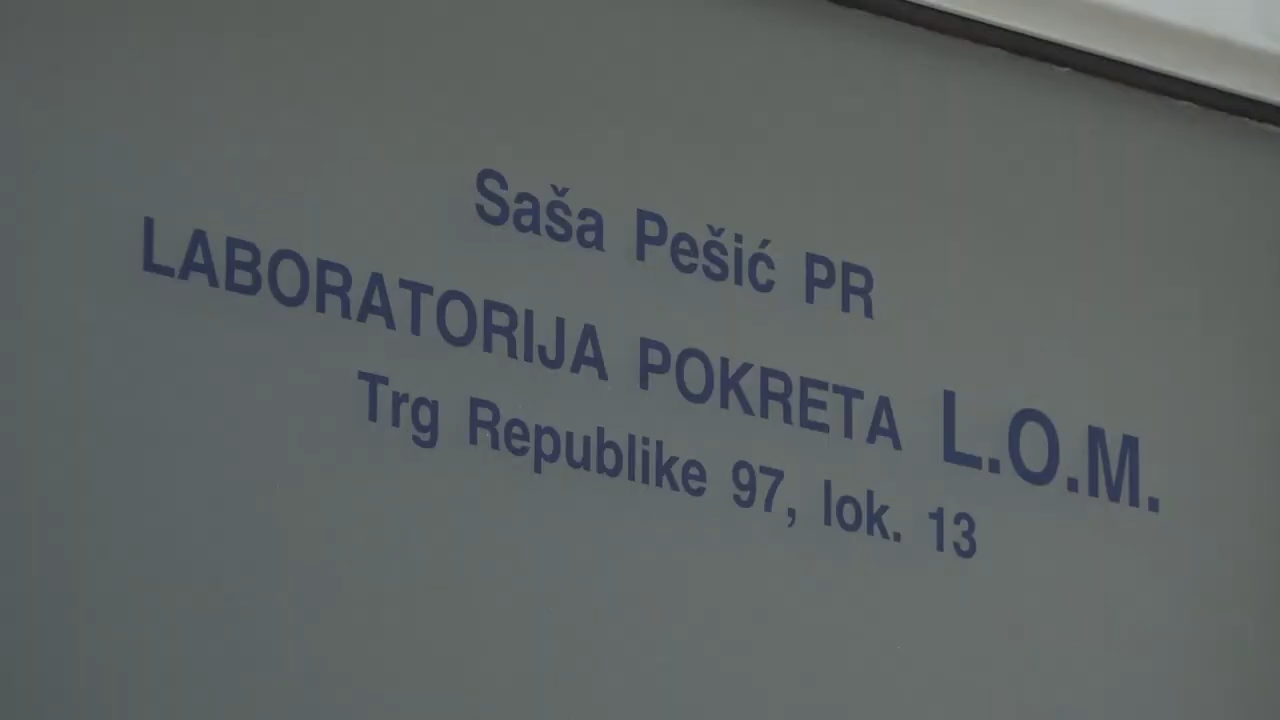 Saša Pešić PR
LABORATORIJA POKRETA L.O.M.
Trg Republike 97, lok. 13